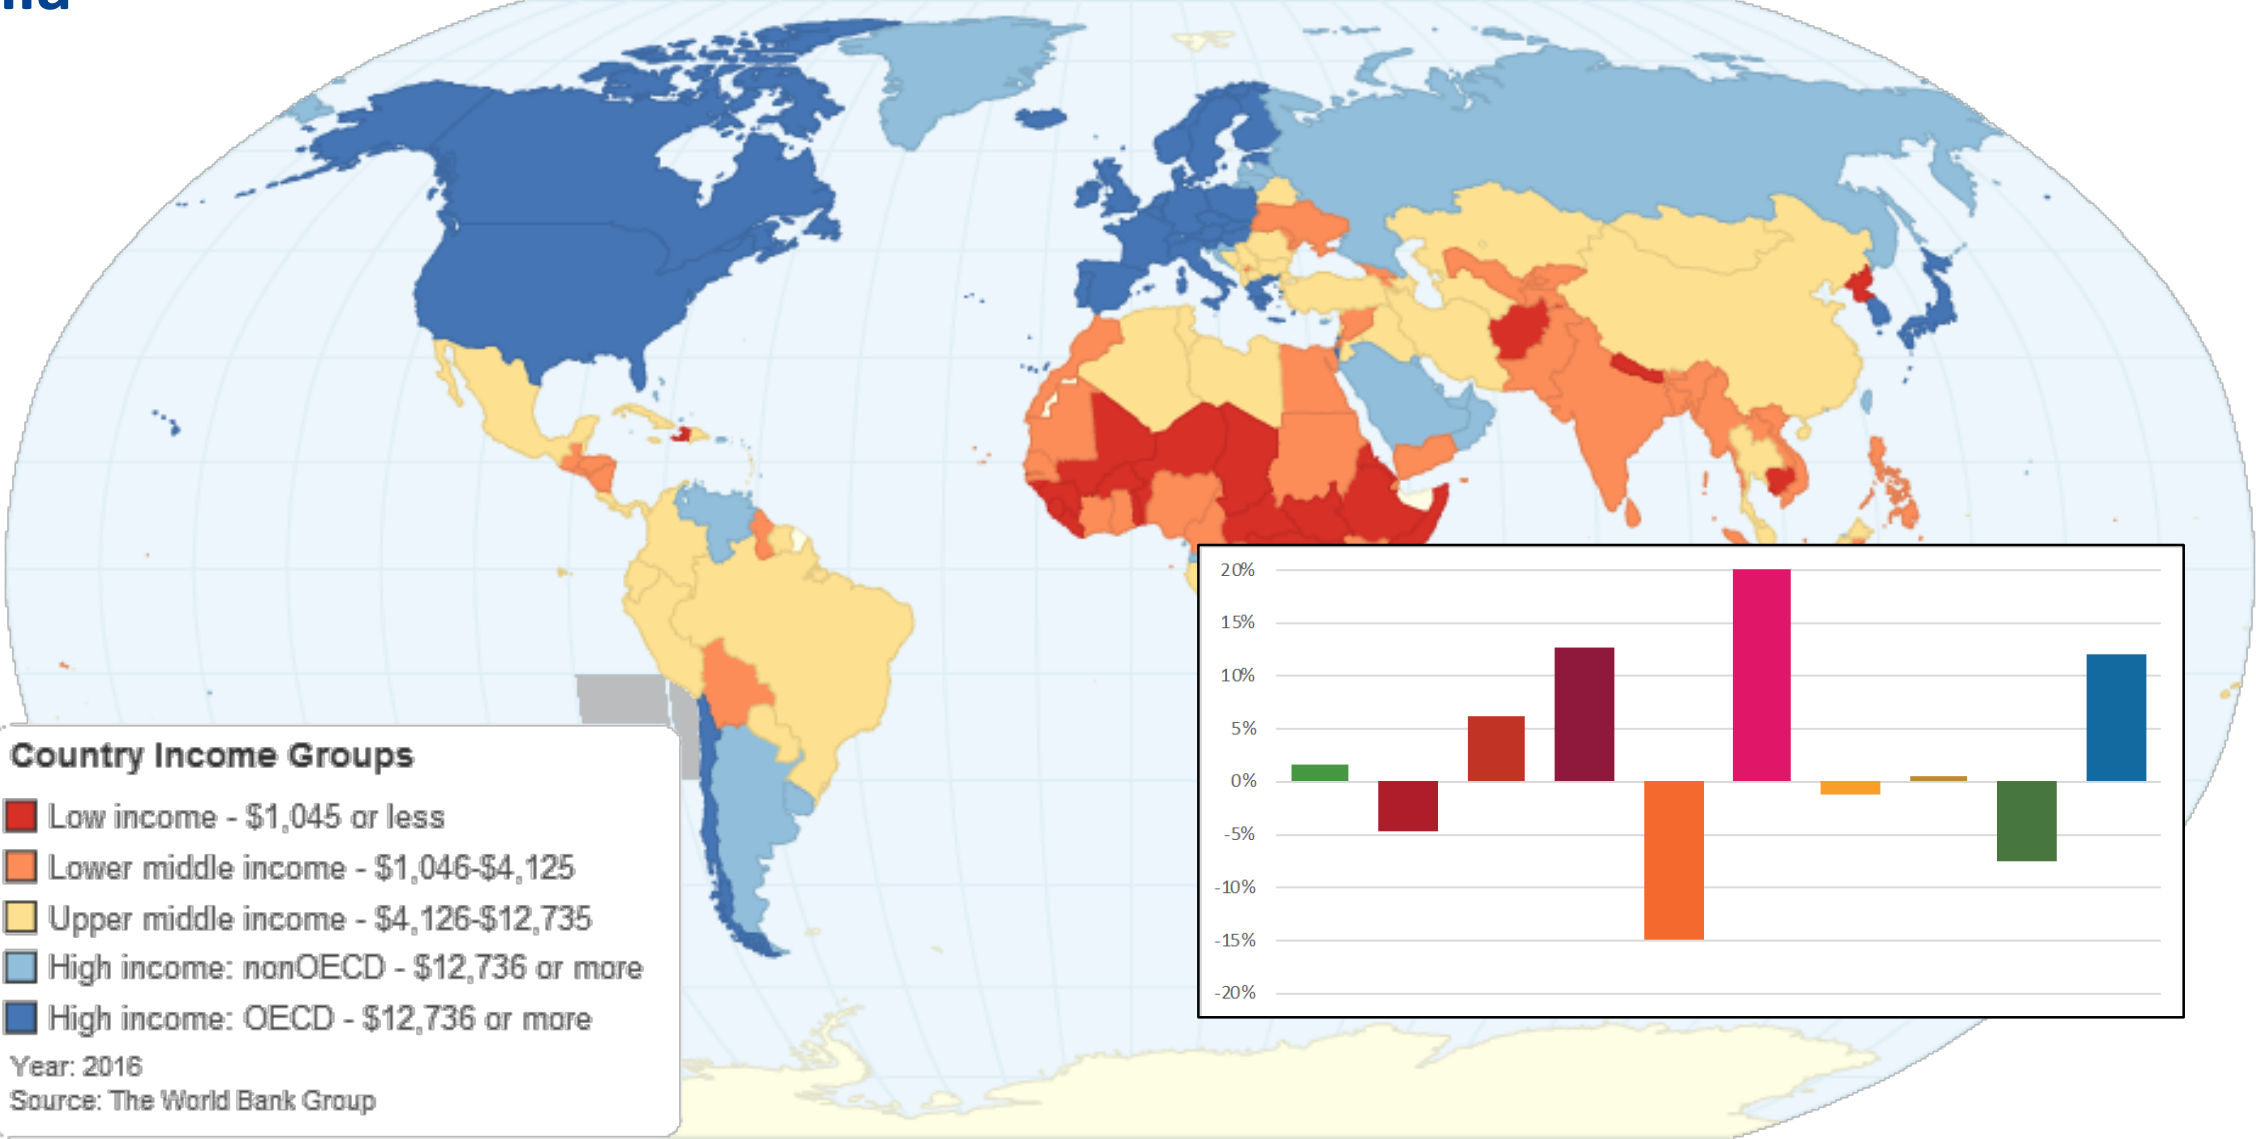 Country Income Groups
Low income - $1,045 or less
Lower middle income - $1,046-$4,125
Upper middle income - $4,126-$12,735
High income: nonOECD - $12,736 or more
High income: OECD - $12,736 or more
Year: 2016
Source: The World Bank Group
20%
15%
10%
5%
0%
-5%
-10%
-15%
-20%